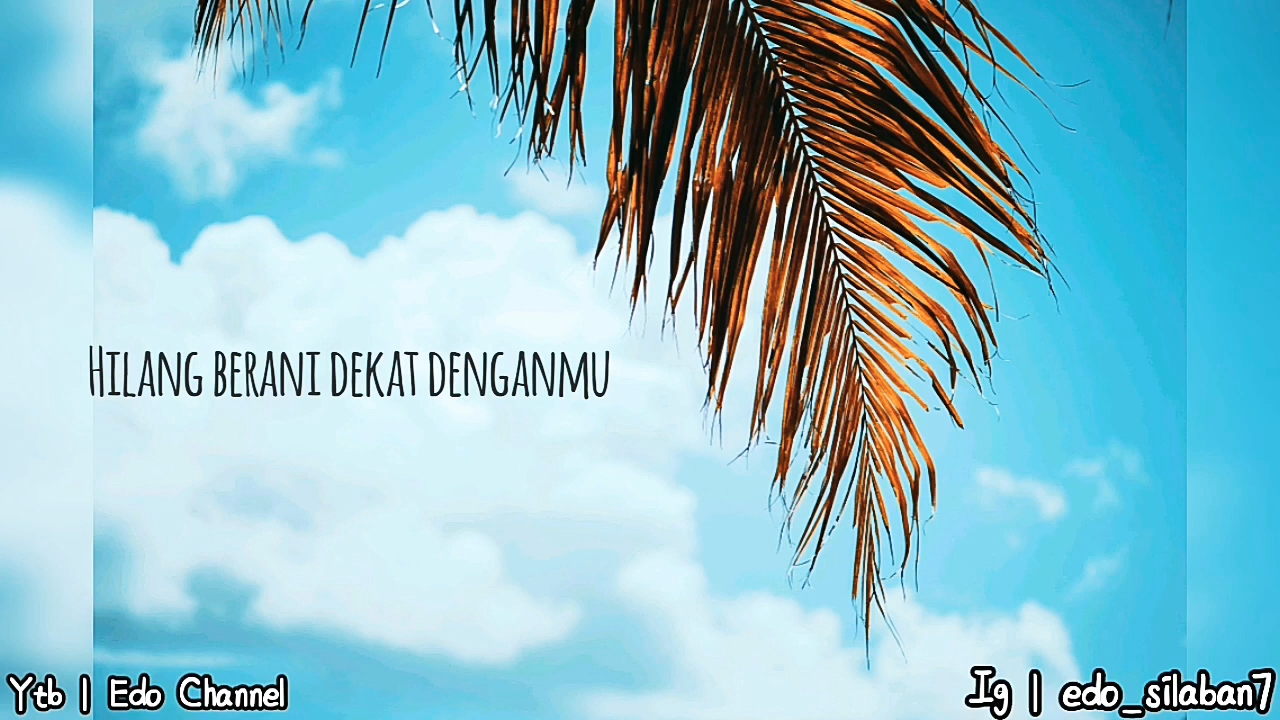 Hilang berani dekat denganmu
Ytb | Edo Channel
Ig | edo_silaban7